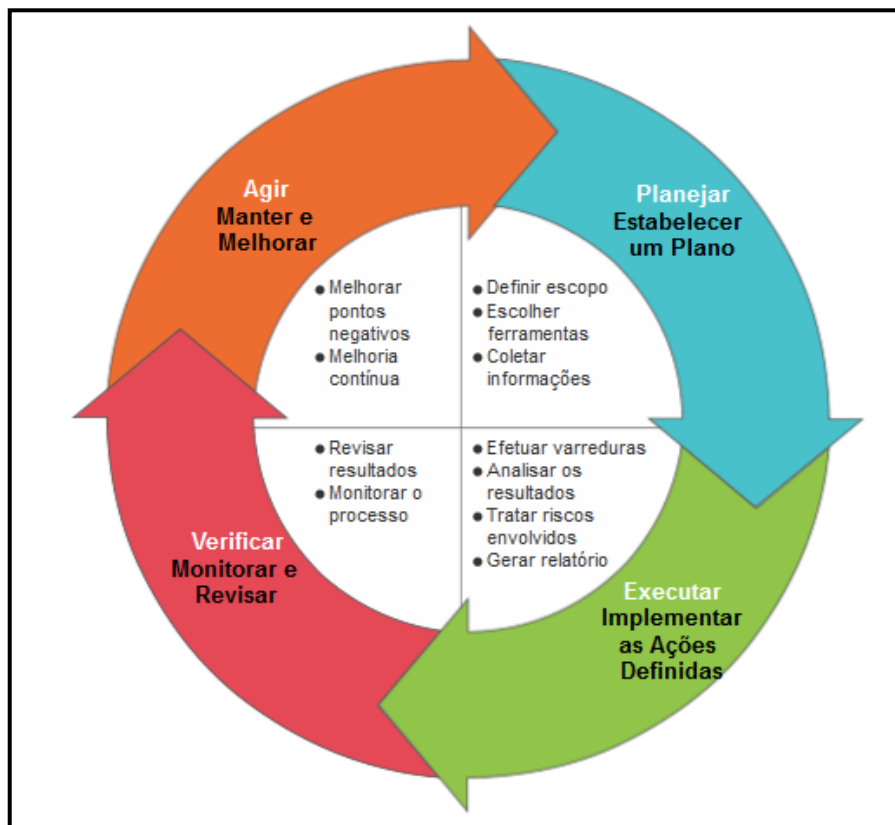 Agir
Manter e
Melhorar
Planejar
Estabelecer
um Plano
● Melhorar
pontos
negativos
● Melhoria
contínua
● Definir escopo
● Escolher
ferramentas
● Coletar
informações
● Revisar
resultados
● Monitorar o
processo
● Efetuar varreduras
● Analisar os
resultados
● Tratar riscos
envolvidos
● Gerar relatório
Verificar
Monitorar e
Revisar
Executar
Implementar
as Ações
Definidas